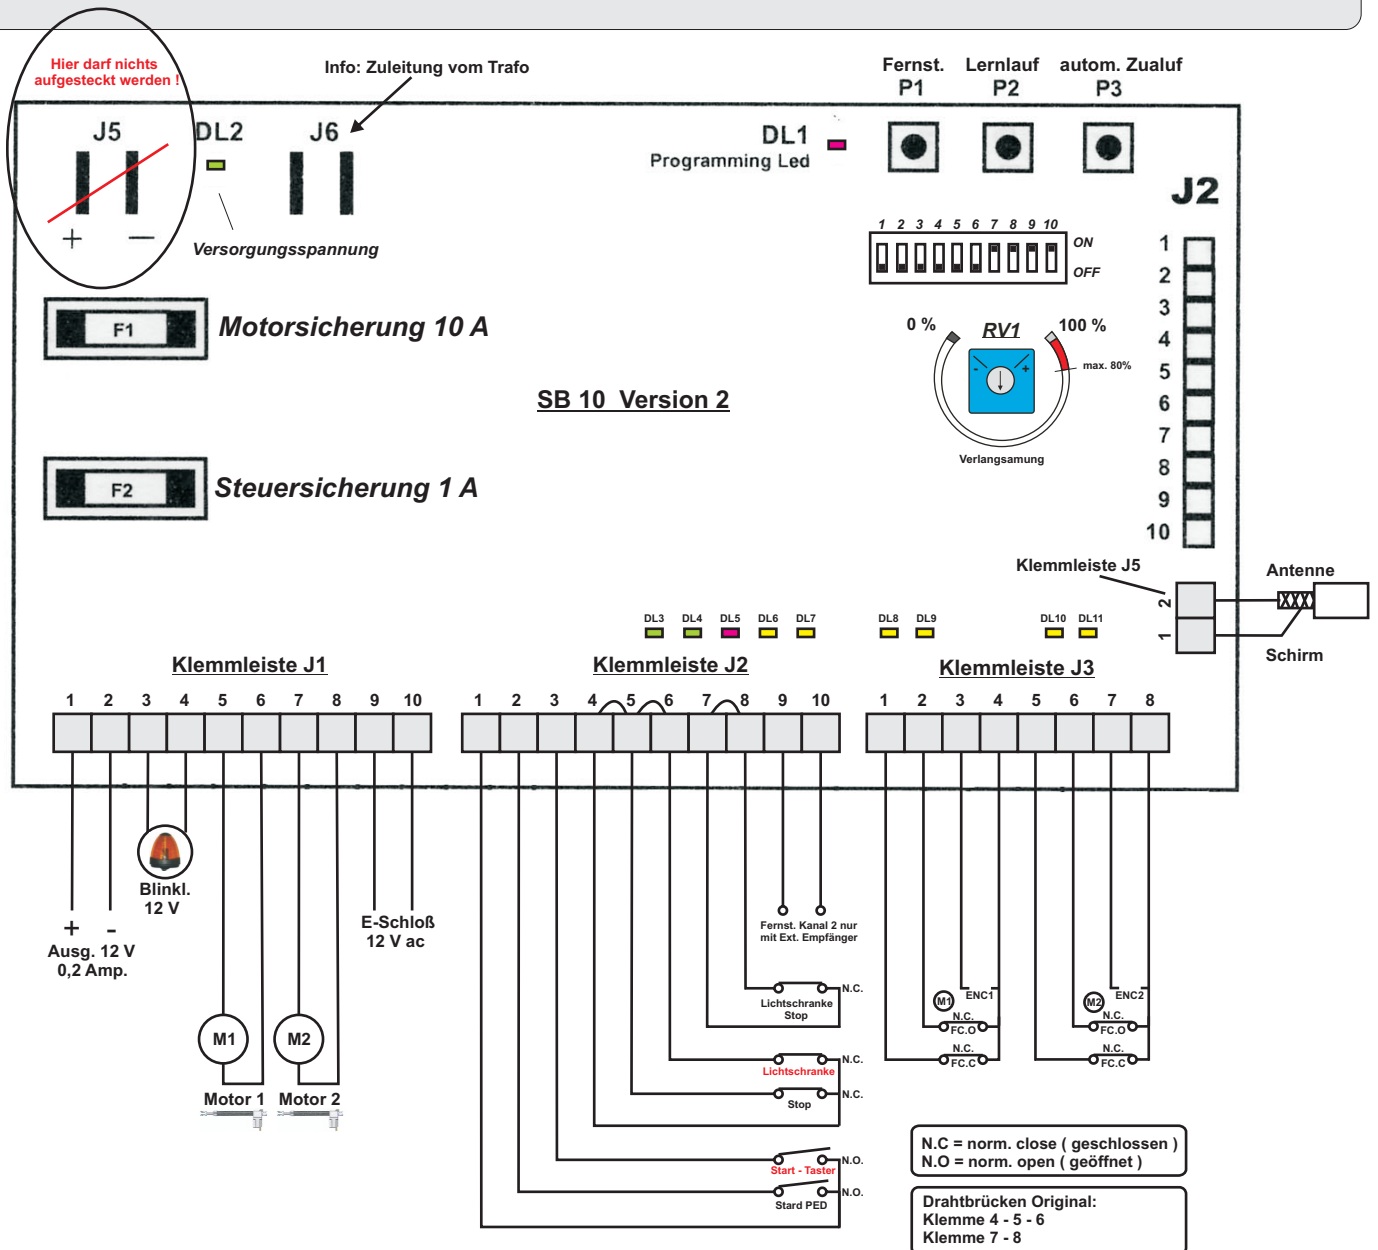 Hier darf nichts
aufgesteckt werden !
Info: Zuleitung vom Trafo
Fernst.
P1
Lernlauf
P2
autom. Zualuf
P3
J5
DL2
J6
DL1
Programming Led
+
—
Versorgungsspannung
J2
1 2 3 4 5 6 7 8 9 10
ON
OFF
1
2
3
4
5
6
7
8
9
10
F1
Motorsicherung 10 A
0 %
RV1
100 %
max. 80%
-
+
Verlangsamung
SB 10 Version 2
F2
Steuersicherung 1 A
Klemmleiste J5
Antenne
2
1
Schirm
DL3
DL4
DL5
DL6
DL7
DL8
DL9
DL10
DL11
Klemmleiste J1
Klemmleiste J2
Klemmleiste J3
1 2 3 4 5 6 7 8 9 10
1 2 3 4 5 6 7 8 9 10
1 2 3 4 5 6 7 8
Blinkl.
12 V
+
-
Ausg. 12 V
0,2 Amp.
E-Schloß
12 V ac
M1
M2
Motor 1
Motor 2
Fernst. Kanal 2 nur
mit Ext. Empfänger
N.C.
Lichtschranke
Stop
N.C.
Lichtschranke
N.C.
Stop
N.O.
Start - Taster
N.O.
Stard PED
M1
ENC1
N.C.
FC.O
N.C.
FC.C
M2
ENC2
N.C.
FC.O
N.C.
FC.C
N.C = norm. close ( geschlossen )
N.O = norm. open ( geöffnet )
Drahtbrücken Original:
Klemme 4 - 5 - 6
Klemme 7 - 8